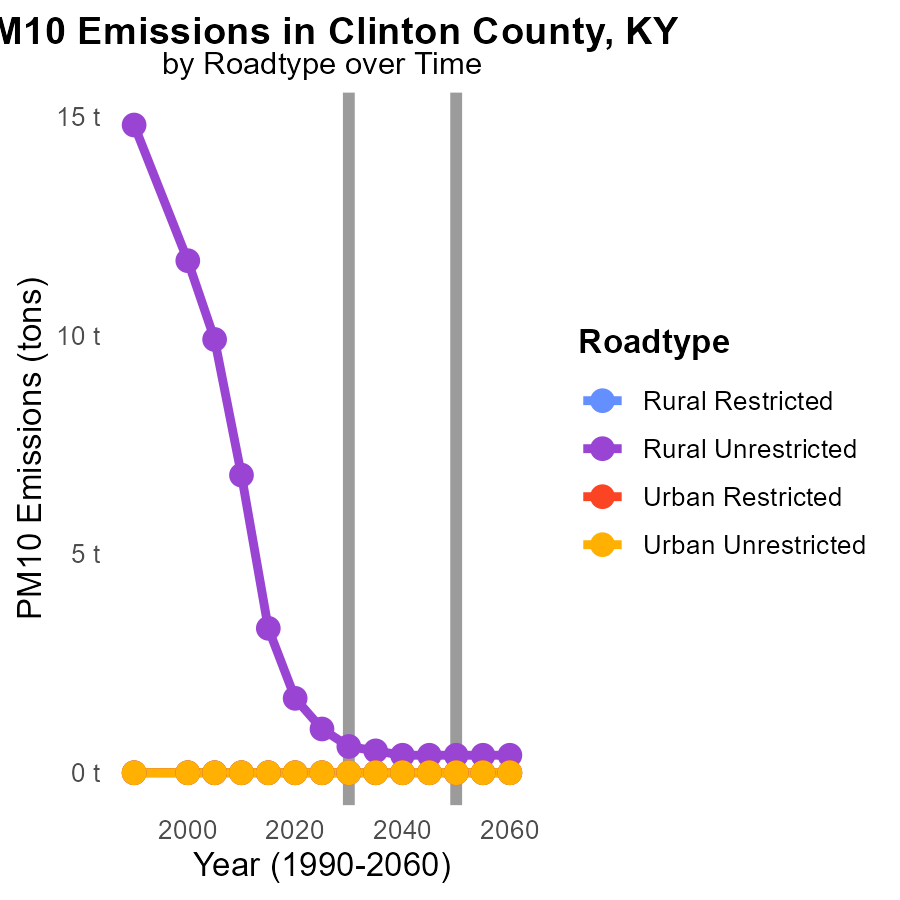 M10 Emissions in Clinton County, KY
by Roadtype over Time
15 t
10 t
5 t
0 t
PM10 Emissions (tons)
2000 2020 2040 2060
Year (1990-2060)
Roadtype
Rural Restricted
Rural Unrestricted
Urban Restricted
Urban Unrestricted